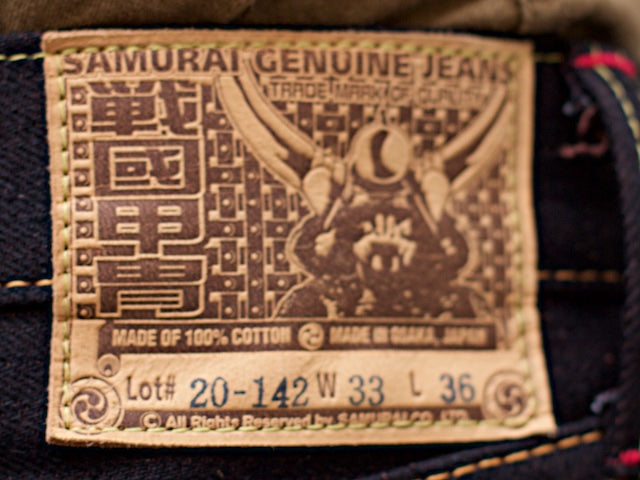 SAMURAI GENUINE JEANS
TRADE MARK OF QUALITY
戦國甲冑
MADE OF 100% COTTON MADE IN OSAKA, JAPAN
Lot# 20-142 W 33 L 36
© All Rights Reserved by SAMURAI CO. LTD.